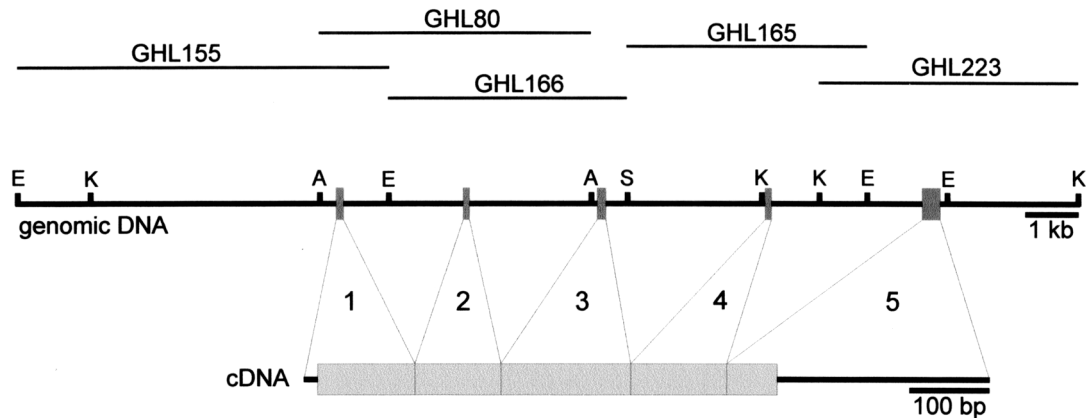 GHL80
GHL165
GHL155
GHL223
GHL166
E K A E A S K K E E K
genomic DNA
1 kb
1 2 3 4 5
cDNA
100 bp